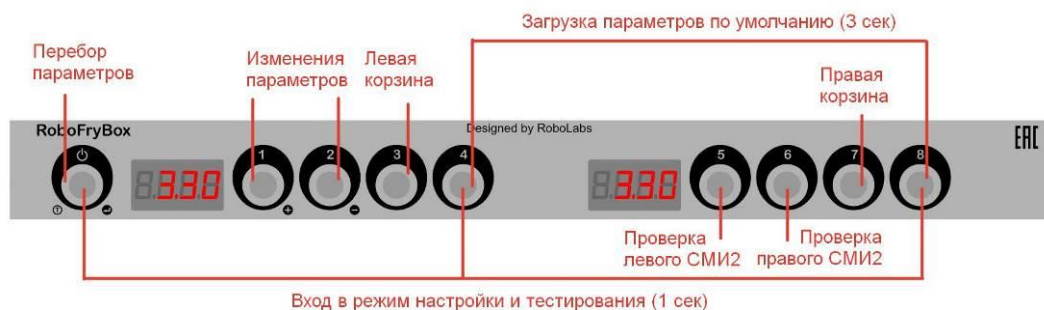 Загрузка параметров по умолчанию (3 сек)
Перебор
параметров
Изменения
параметров
Левая
корзина
Правая
корзина
RoboFryBox
Designed by RoboLabs
EAC
1
2
3
4
5
6
7
8
3.30
3.30
T
Проверка
левого СМИ2
Проверка
правого СМИ2
Вход в режим настройки и тестирования (1 сек)